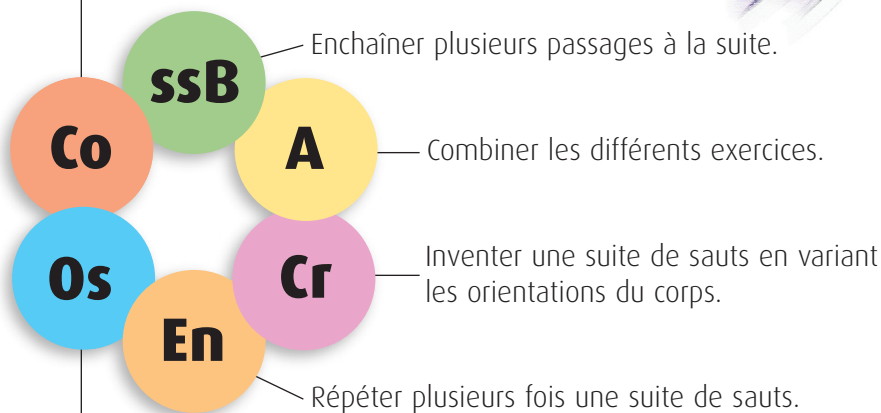 ssB
Enchaîner plusieurs passages à la suite.
Co
A
Combiner les différents exercices.
Os
Cr
Inventer une suite de sauts en variant
les orientations du corps.
En
Répéter plusieurs fois une suite de sauts.